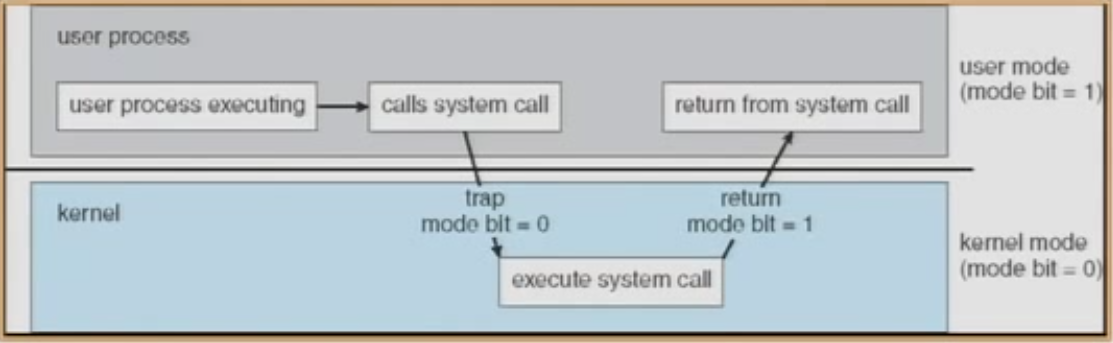 user process
user process executing
calls system call
return from system call
user mode
(mode bit = 1)
kernel
trap
mode bit = 0
return
mode bit = 1
execute system call
kernel mode
(mode bit = 0)